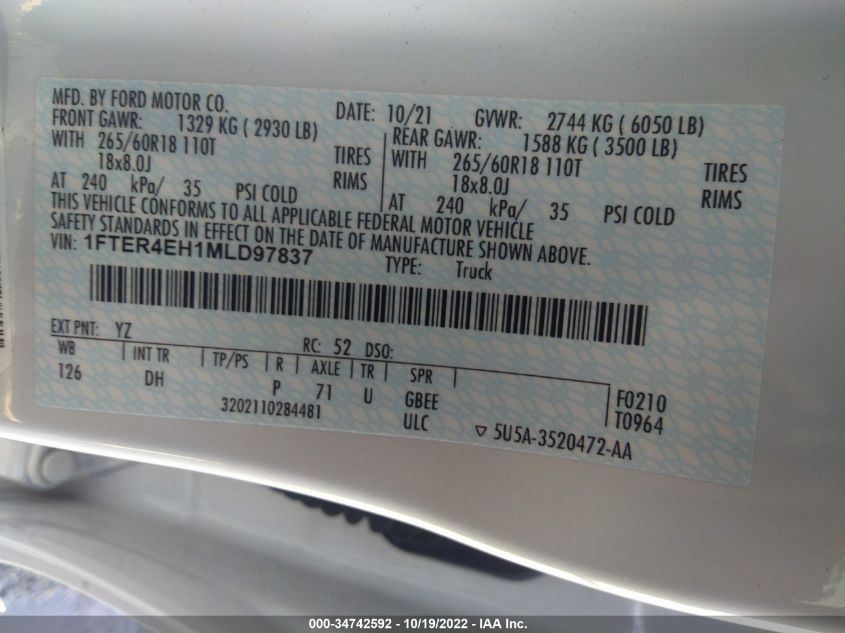 MFD. BY FORD MOTOR CO. DATE: 10/21 GVWR: 2744 KG ( 6050 LB)
FRONT GAWR: 1329 KG ( 2930 LB) REAR GAWR: 1588 KG ( 3500 LB)
WITH 265/60R18 110T TIRES WITH 265/60R18 110T TIRES
18x8.0J RIMS 18x8.0J RIMS
AT 240 kPa/ 35 PSI COLD AT 240 kPa/ 35 PSI COLD
THIS VEHICLE CONFORMS TO ALL APPLICABLE FEDERAL MOTOR VEHICLE
SAFETY STANDARDS IN EFFECT ON THE DATE OF MANUFACTURE SHOWN ABOVE.
VIN: 1FTER4EH1MLD97837 TYPE: Truck
EXT PNT: YZ RC: 52 DSO:
WB INT TR TP/PS R AXLE TR SPR
126 DH P 71 U GBEE F0210
3202110284481 ULC T0964
5U5A-3520472-AA
000-34742592 - 10/19/2022 - IAA Inc.